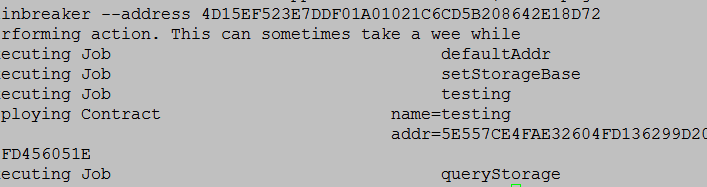 inbreaker --address 4D15EF523E7DDF01A01021C6CD5B208642E18D72
rforming action. This can sometimes take a wee while
ecuting Job defaultAddr
ecuting Job setStorageBase
ecuting Job testing
ploying Contract name=testing
addr=5E557CE4FAE32604FD136299D20
FD456051E
ecuting Job queryStorage